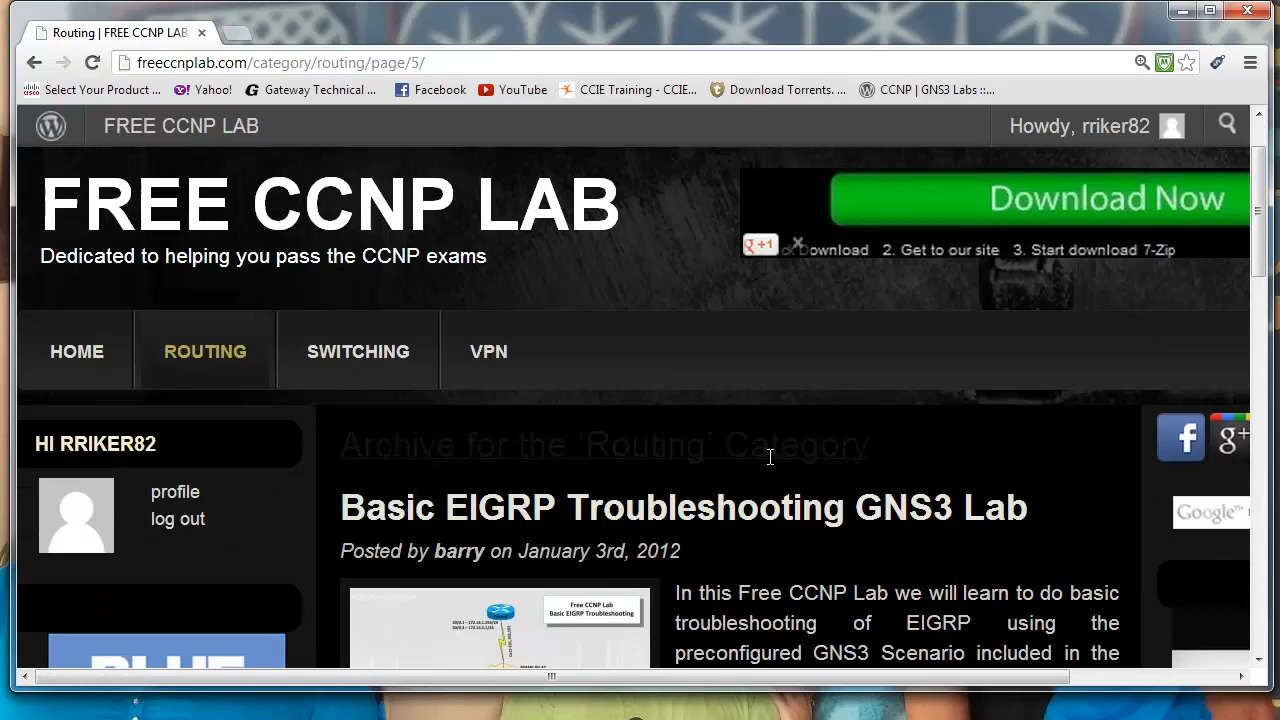 Routing | FREE CCNP LAB
freeccnplab.com/category/routing/page/5/
Select Your Product ... Yahoo! Gateway Technical ... Facebook YouTube CCIE Training - CCIE... Download Torrents. ... CCNP | GNS3 Labs ::...
FREE CCNP LAB Howdy, rriker82
FREE CCNP LAB
Dedicated to helping you pass the CCNP exams
Download Now
g +1 Download 2. Get to our site 3. Start download 7-Zip
HOME ROUTING SWITCHING VPN
HI RRIKER82
profile
log out
Archive for the 'Routing' Category
Basic EIGRP Troubleshooting GNS3 Lab
Posted by barry on January 3rd, 2012
Free CCNP Lab
Basic EIGRP Troubleshooting
In this Free CCNP Lab we will learn to do basic
troubleshooting of EIGRP using the
preconfigured GNS3 Scenario included in the
BLUE
f g+
Google™